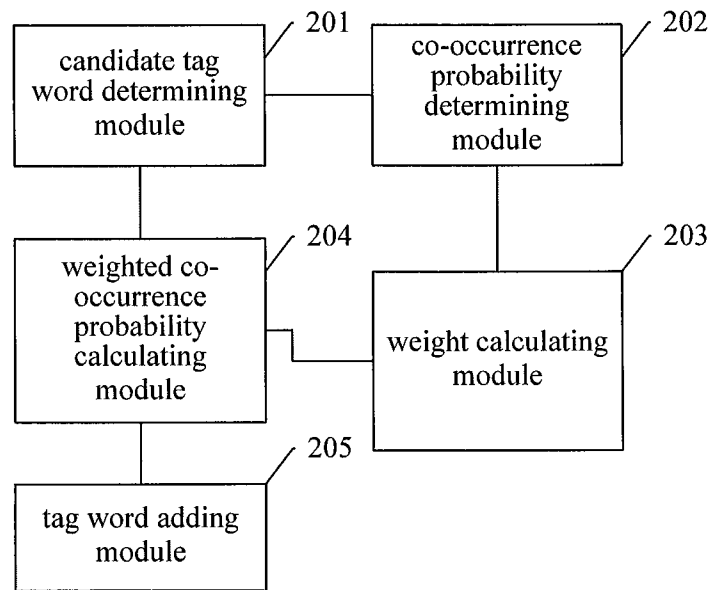 201
candidate tag
word determining
module
202
co-occurrence
probability
determining
module
204
weighted co-
occurrence
probability
calculating
module
203
weight calculating
module
205
tag word adding
module